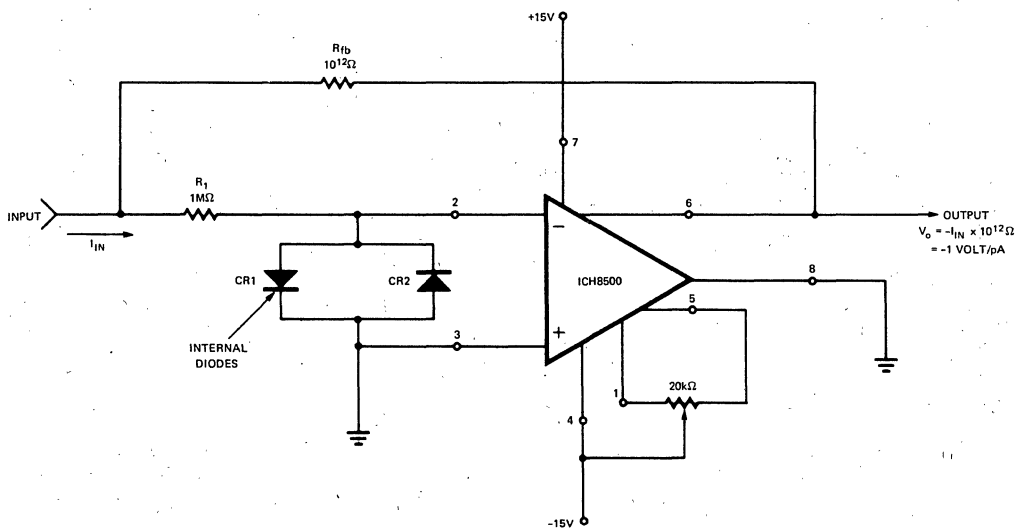 +15V
Rfb
10¹²Ω
7
R1
1MΩ
INPUT
IIN
2
6
OUTPUT
Vo = -IIN x 10¹²Ω
= -1 VOLT/pA
−
CR1
CR2
ICH8500
8
5
INTERNAL
DIODES
3
+
20kΩ
1
4
-15V